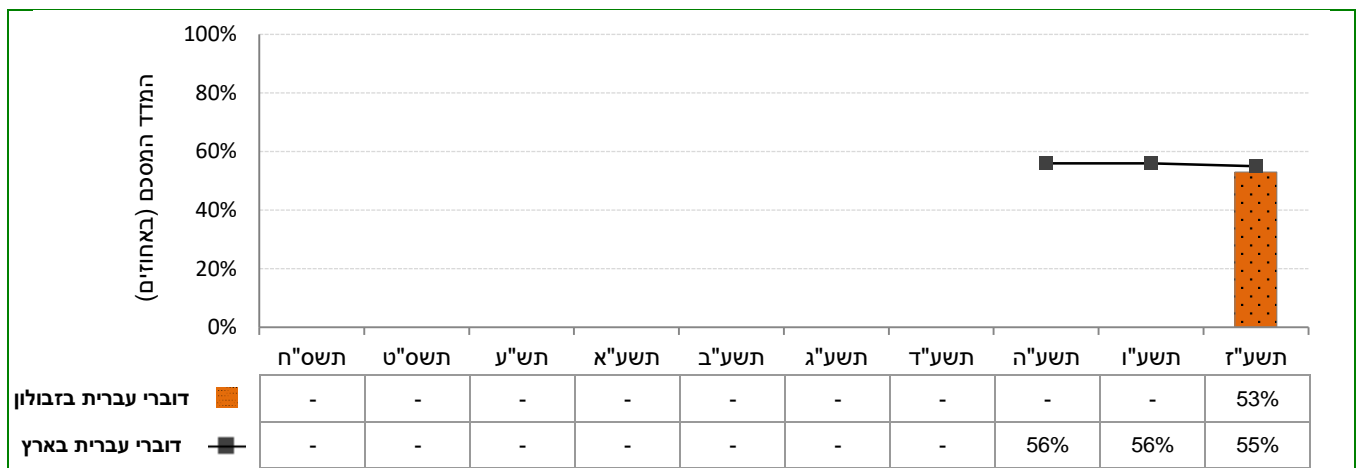 המדד המסכם (באחוזים)
100%
80%
60%
40%
20%
0%
תשס"ח תשס"ט תש"ע תשע"א תשע"ב תשע"ג תשע"ד תשע"ה תשע"ו תשע"ז
דוברי עברית בזבולון - - - - - - - - - 53%
דוברי עברית בארץ - - - - - - - 56% 56% 55%